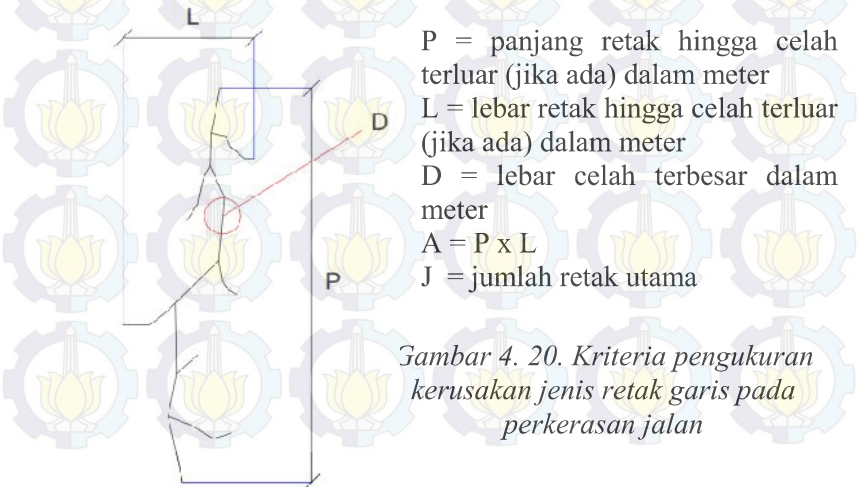 L
P = panjang retak hingga celah
terluar (jika ada) dalam meter
L = lebar retak hingga celah terluar
(jika ada) dalam meter
D
D = lebar celah terbesar dalam
meter
A = P x L
P
J = jumlah retak utama
Gambar 4. 20. Kriteria pengukuran
kerusakan jenis retak garis pada
perkerasan jalan